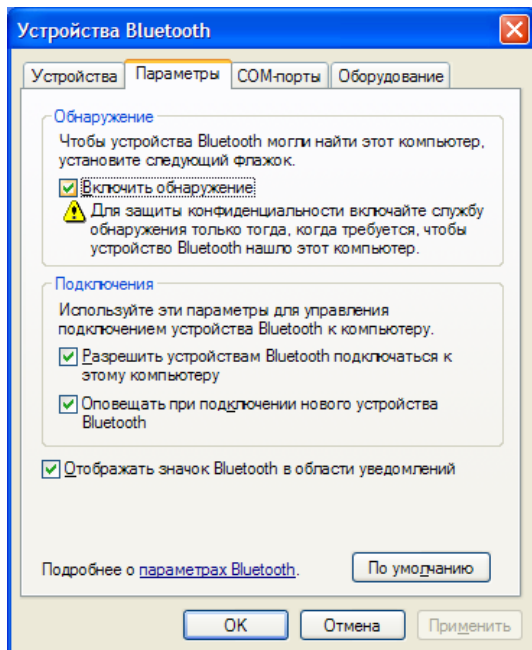 Устройства Bluetooth
Устройства Параметры COM-порты Оборудование
Обнаружение
Чтобы устройства Bluetooth могли найти этот компьютер,
установите следующий флажок.
Включить обнаружение
Для защиты конфиденциальности включайте службу
обнаружения только тогда, когда требуется, чтобы
устройство Bluetooth нашло этот компьютер.
Подключения
Используйте эти параметры для управления
подключением устройства Bluetooth к компьютеру.
Разрешить устройствам Bluetooth подключаться к
этому компьютеру
Оповещать при подключении нового устройства
Bluetooth
Отображать значок Bluetooth в области уведомлений
Подробнее о параметрах Bluetooth.
По умолчанию
OK Отмена Применить